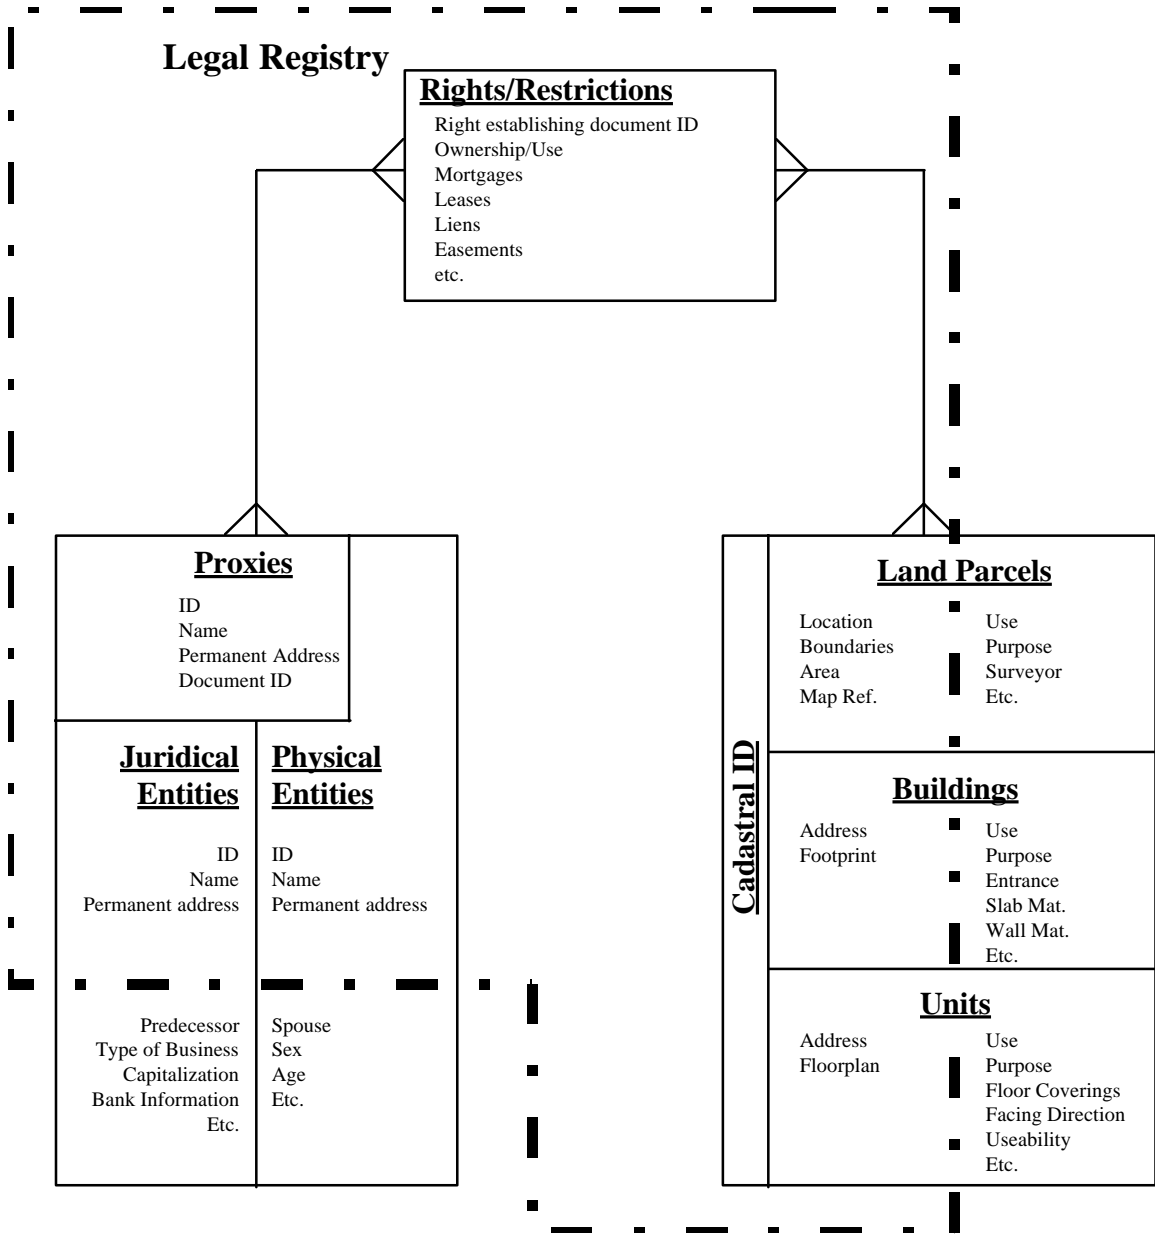 Legal Registry
Rights/Restrictions
Right establishing document ID
Ownership/Use
Mortgages
Leases
Liens
Easements
etc.
Proxies
ID
Name
Permanent Address
Document ID
Juridical
Entities
ID
Name
Permanent address
Predecessor
Type of Business
Capitalization
Bank Information
Etc.
Physical
Entities
ID
Name
Permanent address
Spouse
Sex
Age
Etc.
Cadastral ID
Land Parcels
Location
Boundaries
Area
Map Ref.
Use
Purpose
Surveyor
Etc.
Buildings
Address
Footprint
Use
Purpose
Entrance
Slab Mat.
Wall Mat.
Etc.
Units
Address
Floorplan
Use
Purpose
Floor Coverings
Facing Direction
Useability
Etc.